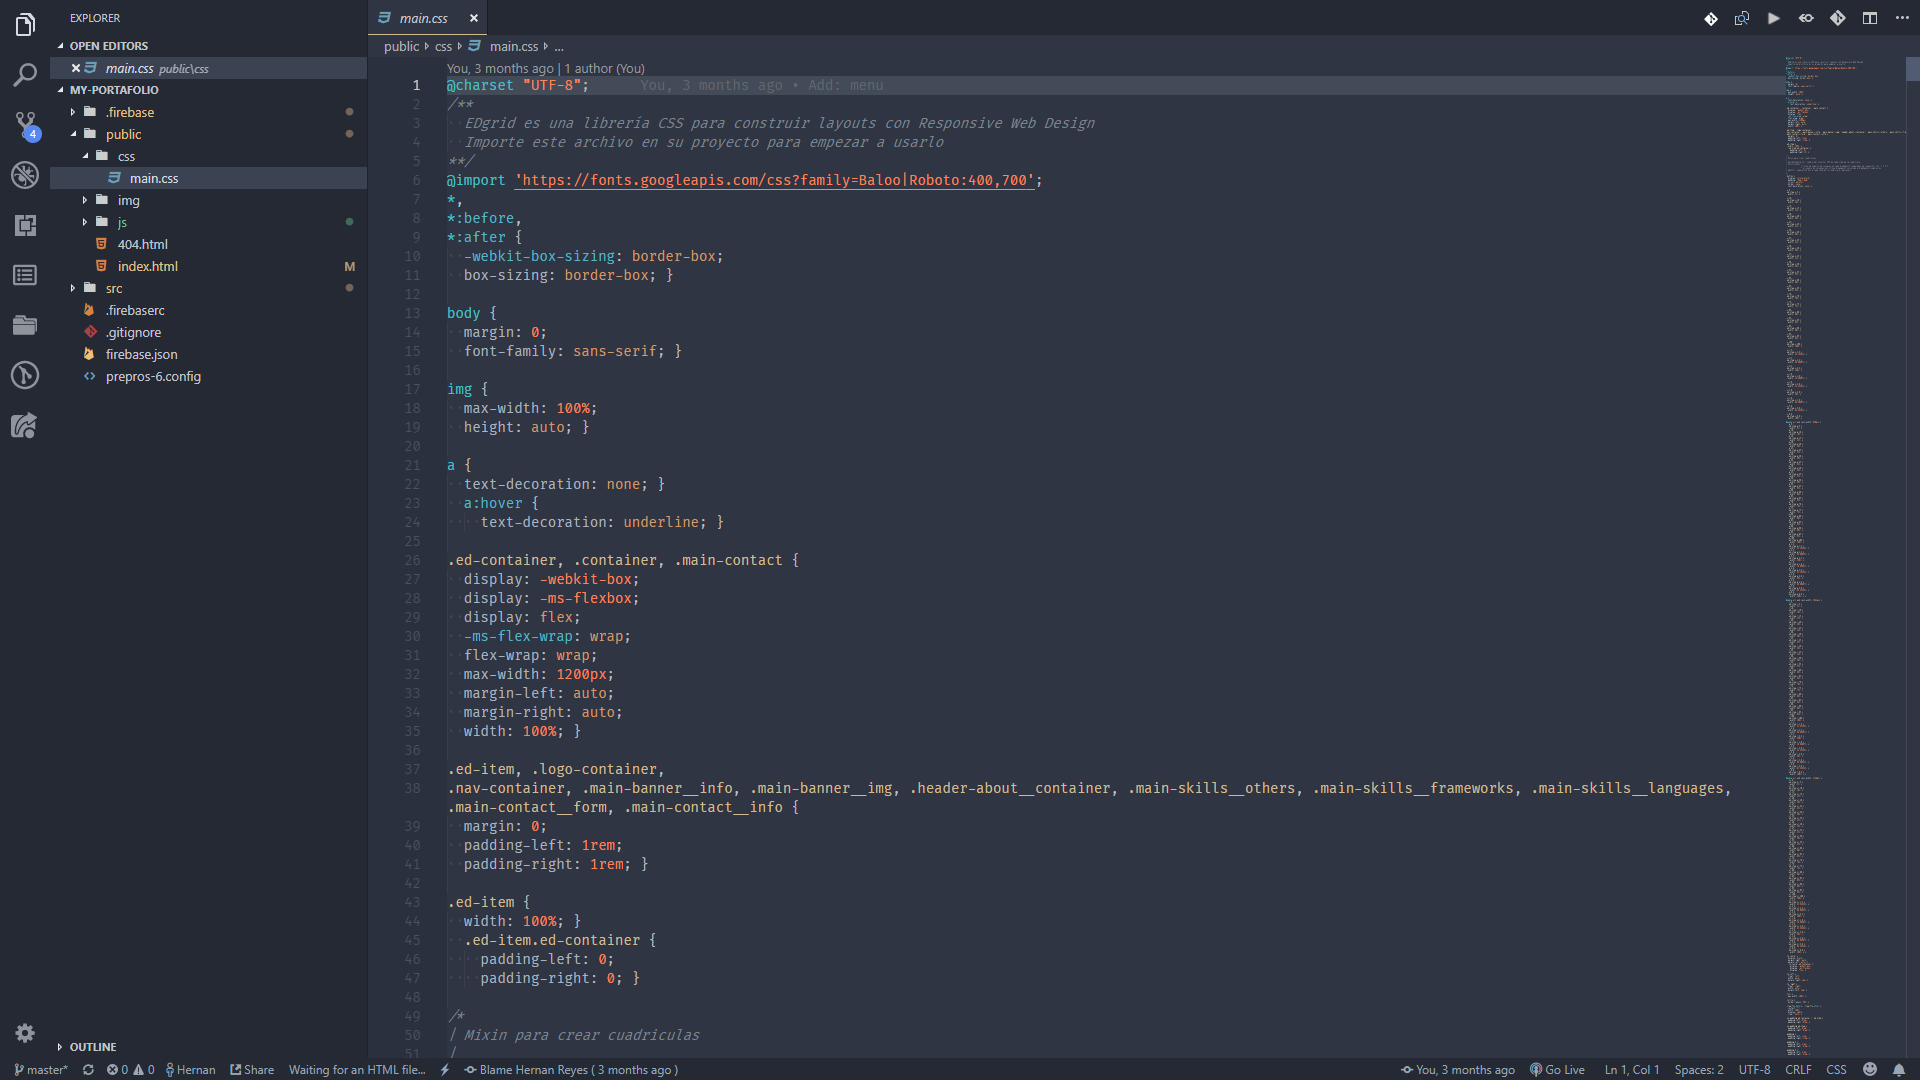 EXPLORER
OPEN EDITORS
main.css public\css
MY-PORTAFOLIO
.firebase
public
css
main.css
img
js
404.html
index.html M
src
.firebaserc
.gitignore
firebase.json
prepros-6.config
OUTLINE
4
main.css
public css main.css ...
You, 3 months ago | 1 author (You)
1 @charset "UTF-8"; You, 3 months ago • Add: menu
2 /**
3 EDgrid es una librería CSS para construir layouts con Responsive Web Design
4 Importe este archivo en su proyecto para empezar a usarlo
5 **/
6 @import 'https://fonts.googleapis.com/css?family=Baloo|Roboto:400,700';
7 *,
8 *:before,
9 *:after {
10 -webkit-box-sizing: border-box;
11 box-sizing: border-box; }
12
13 body {
14 margin: 0;
15 font-family: sans-serif; }
16
17 img {
18 max-width: 100%;
19 height: auto; }
20
21 a {
22 text-decoration: none; }
23 a:hover {
24 text-decoration: underline; }
25
26 .ed-container, .container, .main-contact {
27 display: -webkit-box;
28 display: -ms-flexbox;
29 display: flex;
30 -ms-flex-wrap: wrap;
31 flex-wrap: wrap;
32 max-width: 1200px;
33 margin-left: auto;
34 margin-right: auto;
35 width: 100%; }
36
37 .ed-item, .logo-container,
38 .nav-container, .main-banner__info, .main-banner__img, .header-about__container, .main-skills__others, .main-skills__frameworks, .main-skills__languages,
.main-contact__form, .main-contact__info {
39 margin: 0;
40 padding-left: 1rem;
41 padding-right: 1rem; }
42
43 .ed-item {
44 width: 100%; }
45 .ed-item.ed-container {
46 padding-left: 0;
47 padding-right: 0; }
48
49 /*
50 | Mixin para crear cuadriculas
51 |
master* 0 0 Hernan Share Waiting for an HTML file... Blame Hernan Reyes ( 3 months ago ) You, 3 months ago Go Live Ln 1, Col 1 Spaces: 2 UTF-8 CRLF CSS